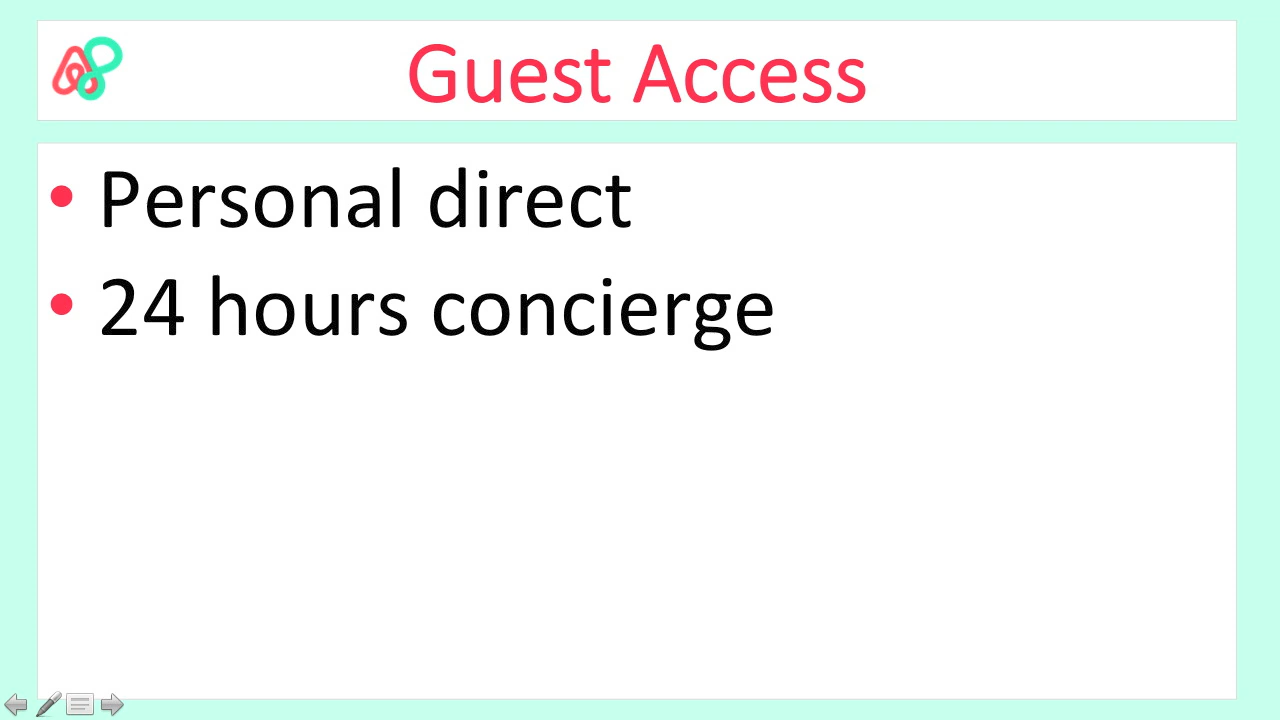 Guest Access
• Personal direct
• 24 hours concierge